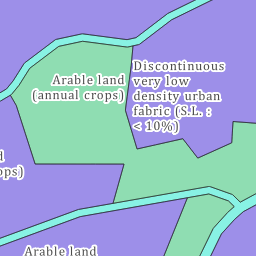 Discontinuous
very low
density urban
fabric (S.L. :
< 10%)
Arable land
(annual crops)
d
ops)
Arable land